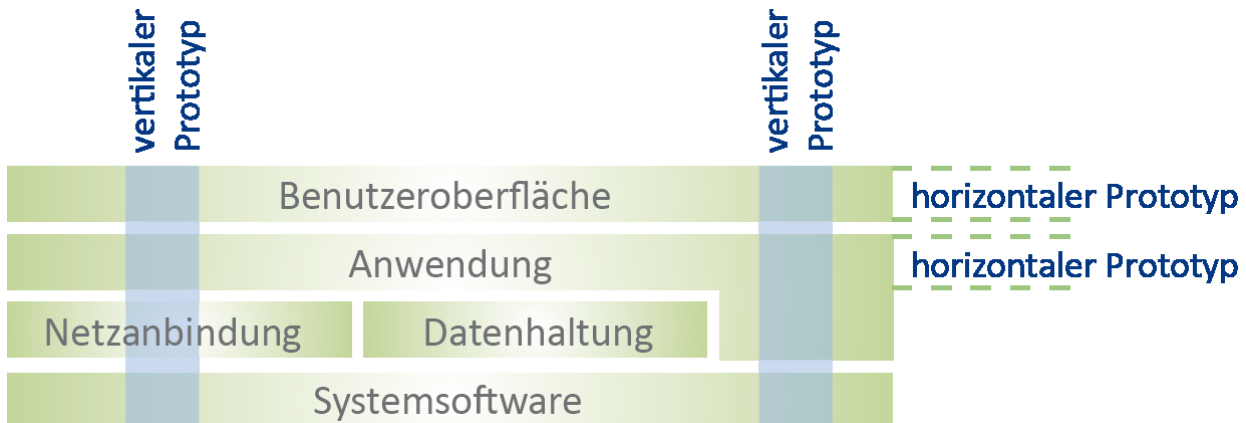 vertikaler
Prototyp
vertikaler
Prototyp
Benutzeroberfläche
horizontaler Prototyp
Anwendung
horizontaler Prototyp
Netzanbindung
Datenhaltung
Systemsoftware